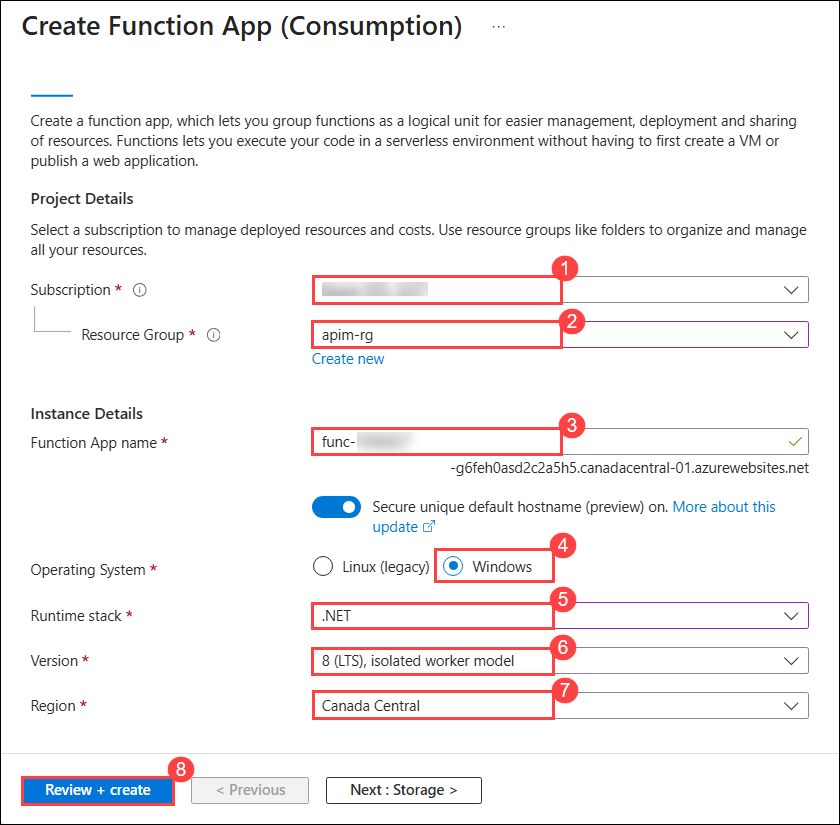 Create Function App (Consumption) ...
Create a function app, which lets you group functions as a logical unit for easier management, deployment and sharing
of resources. Functions lets you execute your code in a serverless environment without having to first create a VM or
publish a web application.
Project Details
Select a subscription to manage deployed resources and costs. Use resource groups like folders to organize and manage
all your resources.
1
Subscription *
2
Resource Group * apim-rg
Create new
Instance Details
3
Function App name * func-
-g6feh0asd2c2a5h5.canadacentral-01.azurewebsites.net
Secure unique default hostname (preview) on. More about this
update
4
Operating System * Linux (legacy) Windows
5
Runtime stack * .NET
6
Version * 8 (LTS), isolated worker model
7
Region * Canada Central
8
Review + create < Previous Next : Storage >